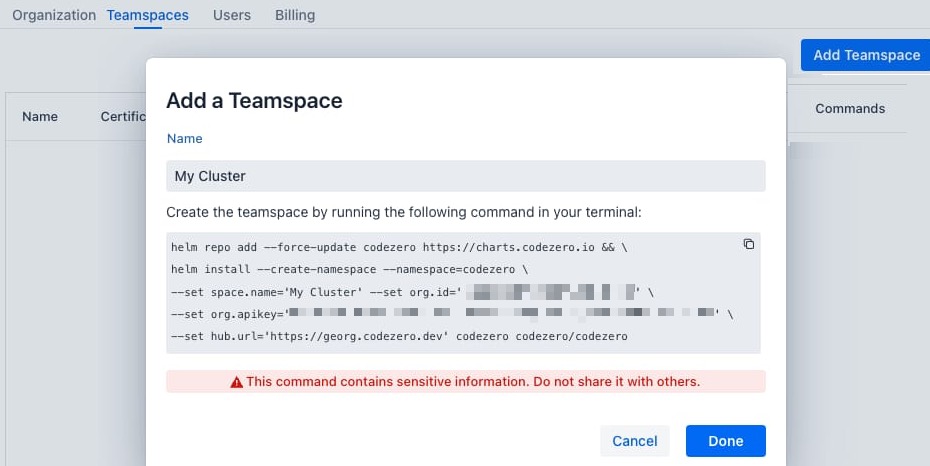 Organization Teamspaces Users Billing
Add Teamspace
Name Certific Commands
Add a Teamspace
Name
My Cluster
Create the teamspace by running the following command in your terminal:
helm repo add --force-update codezero https://charts.codezero.io && \
helm install --create-namespace --namespace=codezero \
--set space.name='My Cluster' --set org.id=' ' \
--set org.apikey=' ' \
--set hub.url='https://georg.codezero.dev' codezero codezero/codezero
This command contains sensitive information. Do not share it with others.
Cancel Done